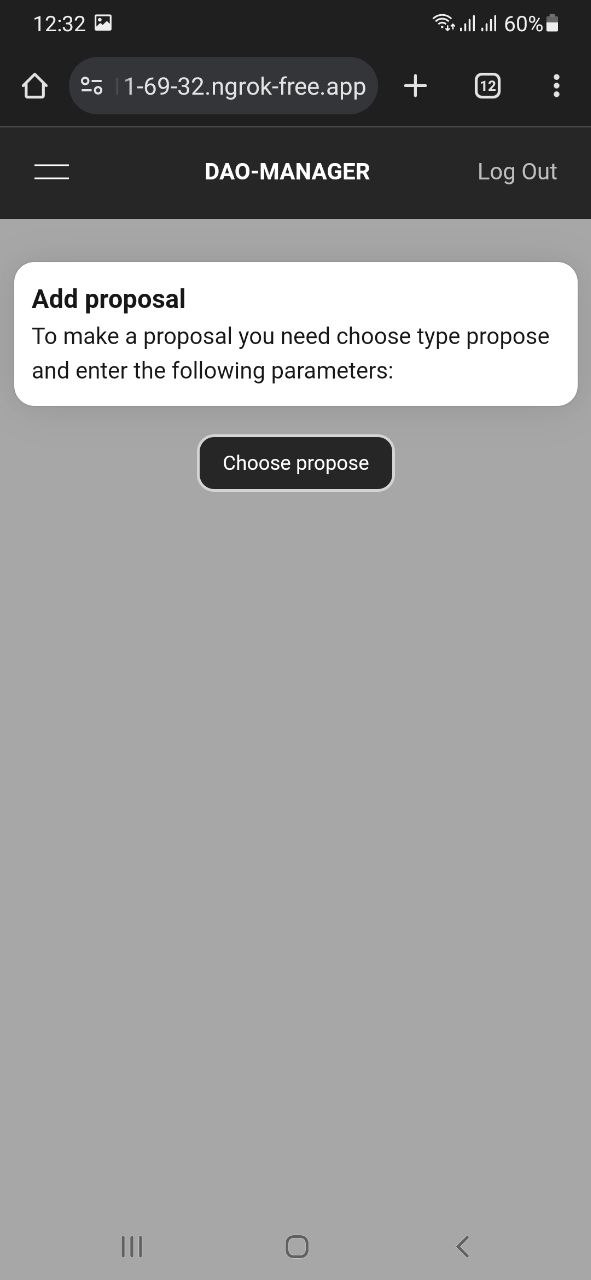 12:32
60%
1-69-32.ngrok-free.app
12
DAO-MANAGER
Log Out
Add proposal
To make a proposal you need choose type propose
and enter the following parameters:
Choose propose